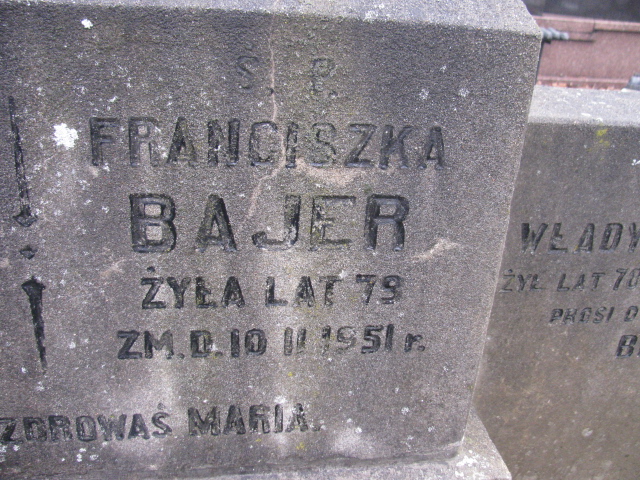 S. P.
FRANCISZKA
BAJER
ŻYŁA LAT 79
ZM. D. 10 II 1951 r.
ZDROWAŚ MARIA.
WŁADY
ŻYŁ LAT 70
PROSI O